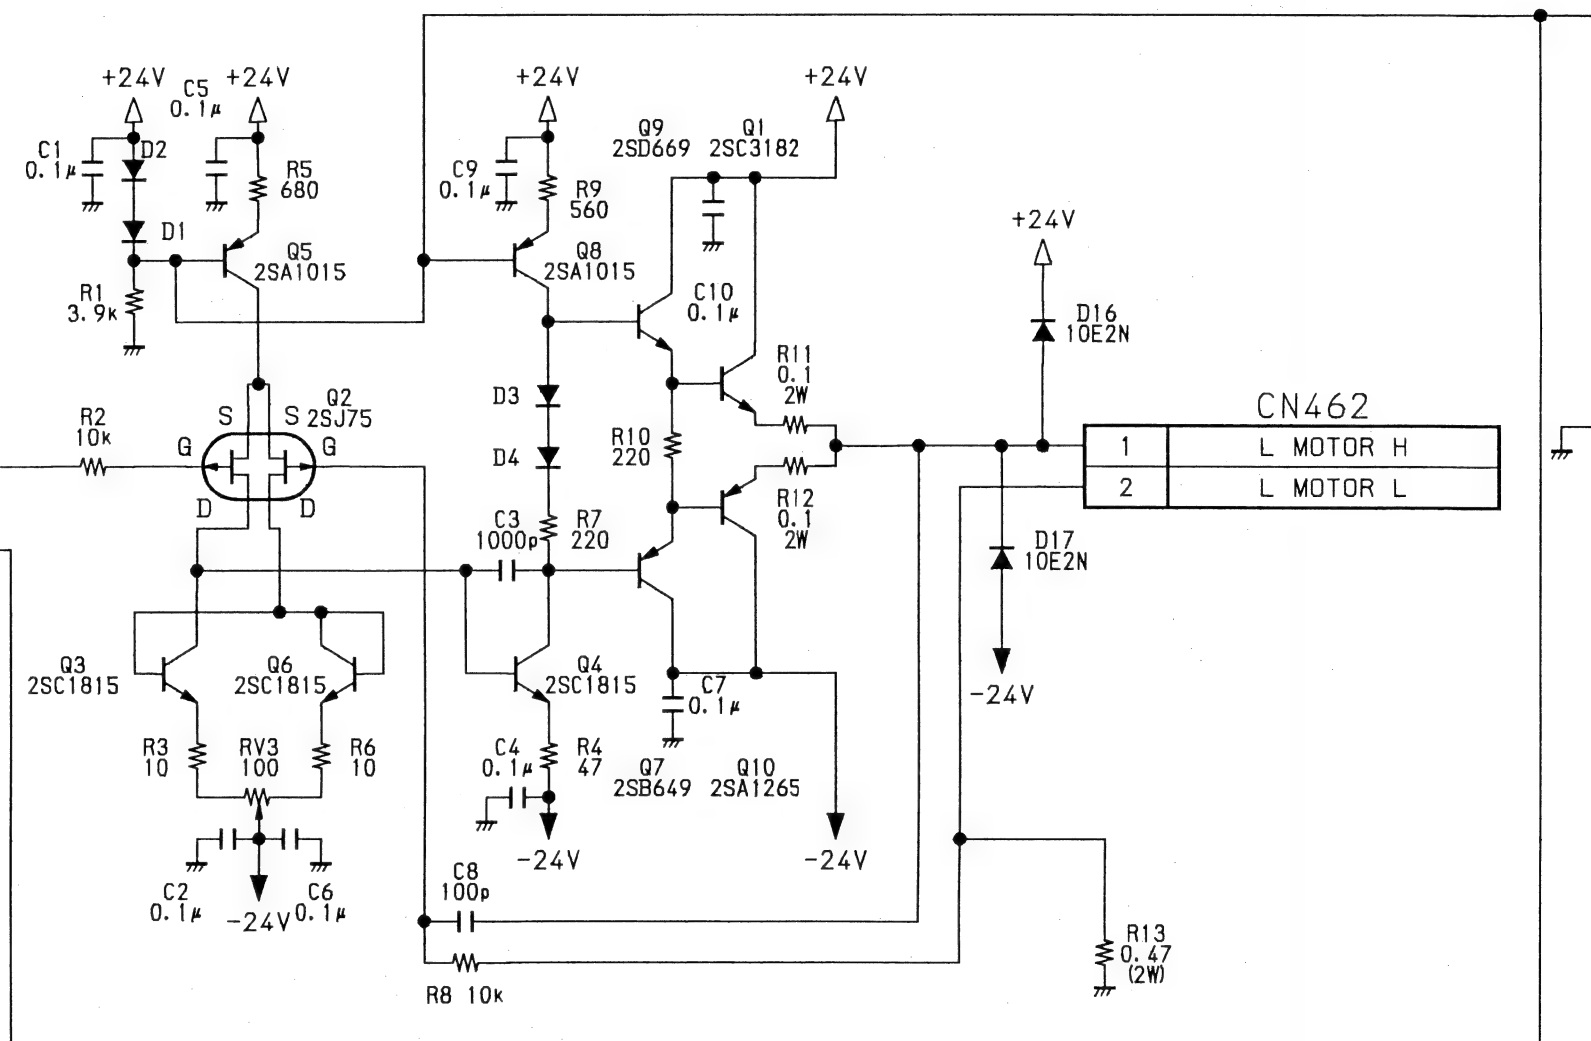 +24V
+24V
C5
0.1μ
C1
0.1μ
D2
R5
680
D1
Q5
2SA1015
R1
3.9k
+24V
C9
0.1μ
R9
560
Q8
2SA1015
Q9
2SD669
Q1
2SC3182
+24V
C10
0.1μ
+24V
D16
10E2N
R11
0.1
2W
D3
D4
R10
220
R2
10k
S
S
Q2
2SJ75
G
G
D
D
C3
1000p
R7
220
R12
0.1
2W
CN462
1
L MOTOR H
2
L MOTOR L
D17
10E2N
-24V
Q3
2SC1815
Q6
2SC1815
Q4
2SC1815
C7
0.1μ
R3
10
RV3
100
R6
10
C4
0.1μ
R4
47
Q7
2SB649
Q10
2SA1265
-24V
-24V
C2
0.1μ
-24V
C6
0.1μ
C8
100p
R8 10k
R13
0.47
(2W)